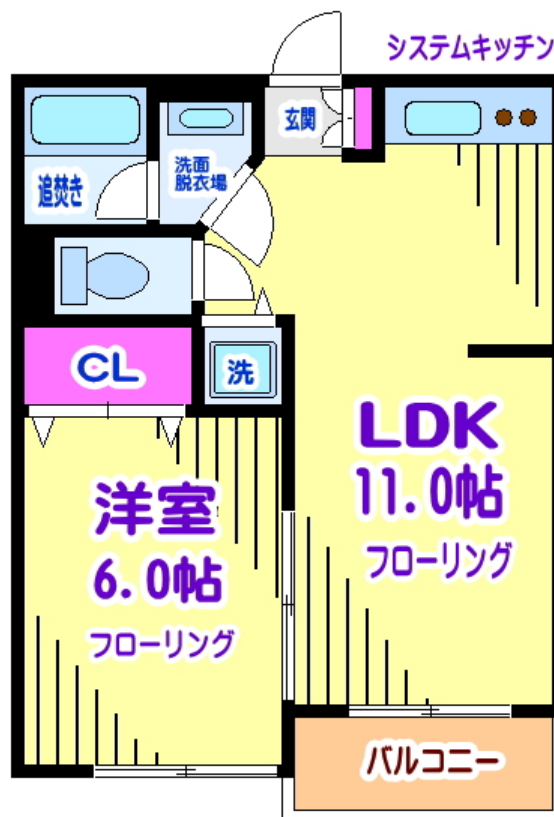 システムキッチン
玄関
洗面
脱衣場
追焚き
CL
洗
LDK
11.0帖
フローリング
洋室
6.0帖
フローリング
バルコニー